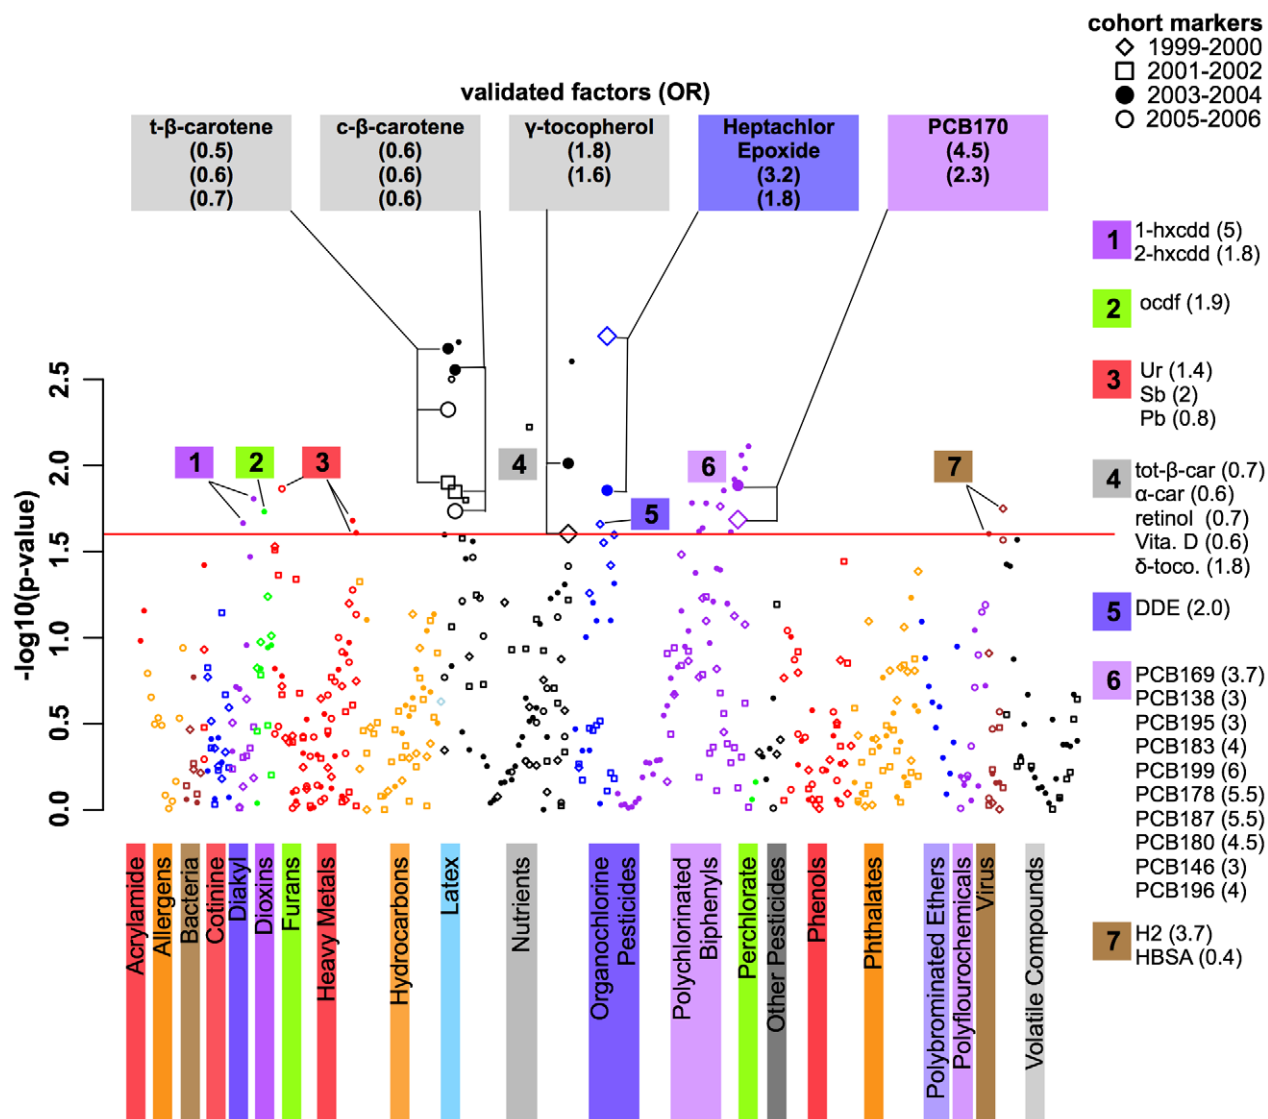 cohort markers
1999-2000
2001-2002
2003-2004
2005-2006
validated factors (OR)
t-β-carotene
(0.5)
(0.6)
(0.7)
c-β-carotene
(0.6)
(0.6)
(0.6)
γ-tocopherol
(1.8)
(1.6)
Heptachlor
Epoxide
(3.2)
(1.8)
PCB170
(4.5)
(2.3)
1
1-hxcdd (5)
2-hxcdd (1.8)
2
ocdf (1.9)
3
Ur (1.4)
Sb (2)
Pb (0.8)
4
tot-β-car (0.7)
α-car (0.6)
retinol (0.7)
Vita. D (0.6)
δ-toco. (1.8)
5
DDE (2.0)
6
PCB169 (3.7)
PCB138 (3)
PCB195 (3)
PCB183 (4)
PCB199 (6)
PCB178 (5.5)
PCB187 (5.5)
PCB180 (4.5)
PCB146 (3)
PCB196 (4)
7
H2 (3.7)
HBSA (0.4)
-log10(p-value)
2.5
2.0
1.5
1.0
0.5
0.0
1
2
3
4
5
6
7
Acrylamide
Allergens
Bacteria
Cotinine
Diakyl
Dioxins
Furans
Heavy Metals
Hydrocarbons
Latex
Nutrients
Organochlorine
Pesticides
Polychlorinated
Biphenyls
Perchlorate
Other Pesticides
Phenols
Phthalates
Polybrominated Ethers
Polyflourochemicals
Virus
Volatile Compounds